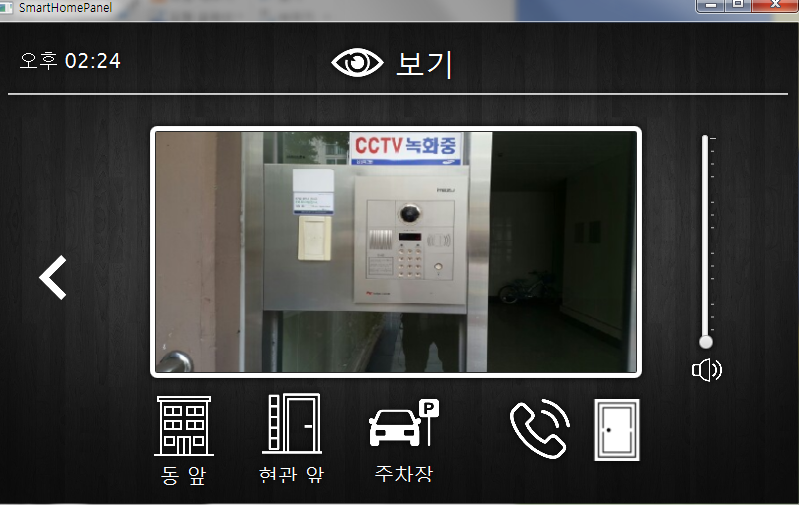 SmartHomePanel
오후 02:24
보기
CCTV 녹화중
P
동 앞
현관 앞
주차장